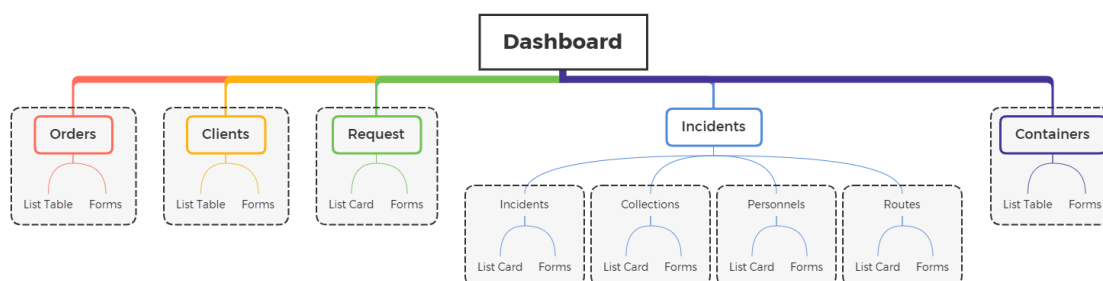 Dashboard
Orders
Clients
Request
Incidents
Containers
List Table Forms
List Table Forms
List Card Forms
List Table Forms
Incidents
Collections
Personnels
Routes
List Card Forms
List Card Forms
List Card Forms
List Card Forms